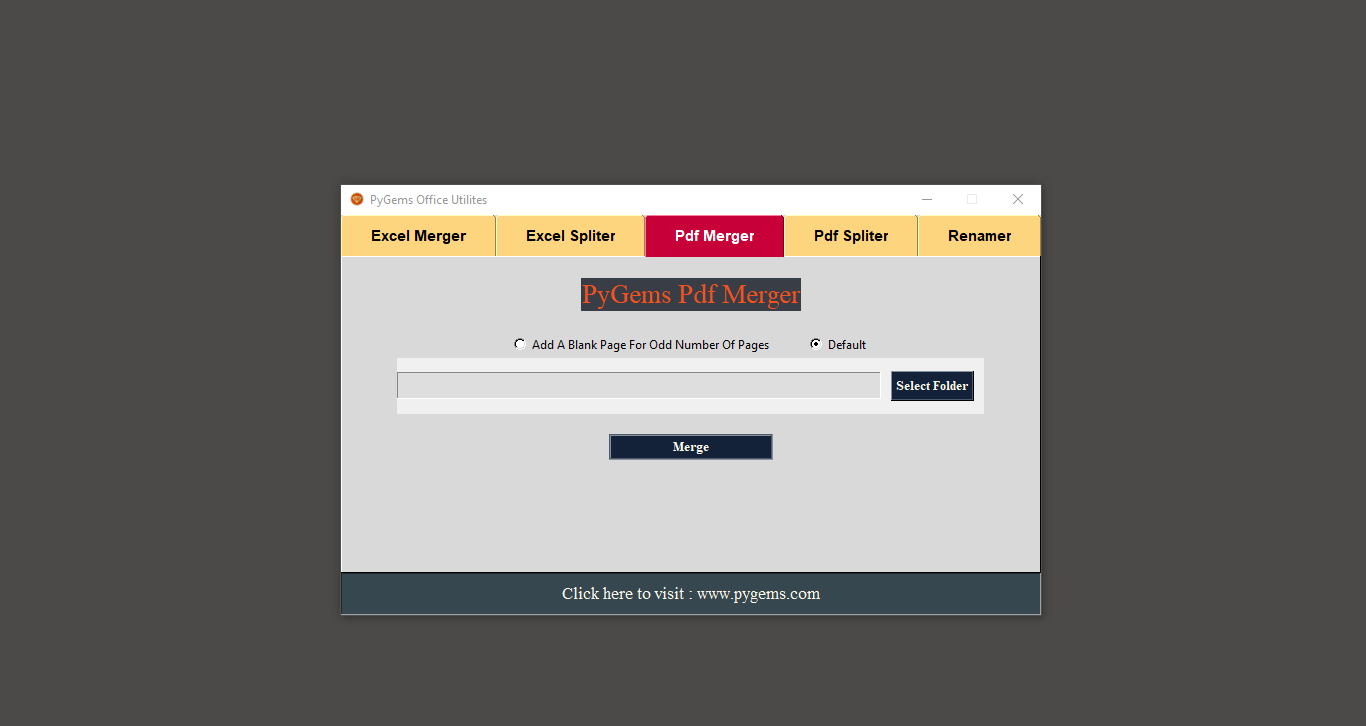 PyGems Office Utilites
Excel Merger Excel Spliter Pdf Merger Pdf Spliter Renamer
PyGems Pdf Merger
Add A Blank Page For Odd Number Of Pages Default
Select Folder
Merge
Click here to visit : www.pygems.com